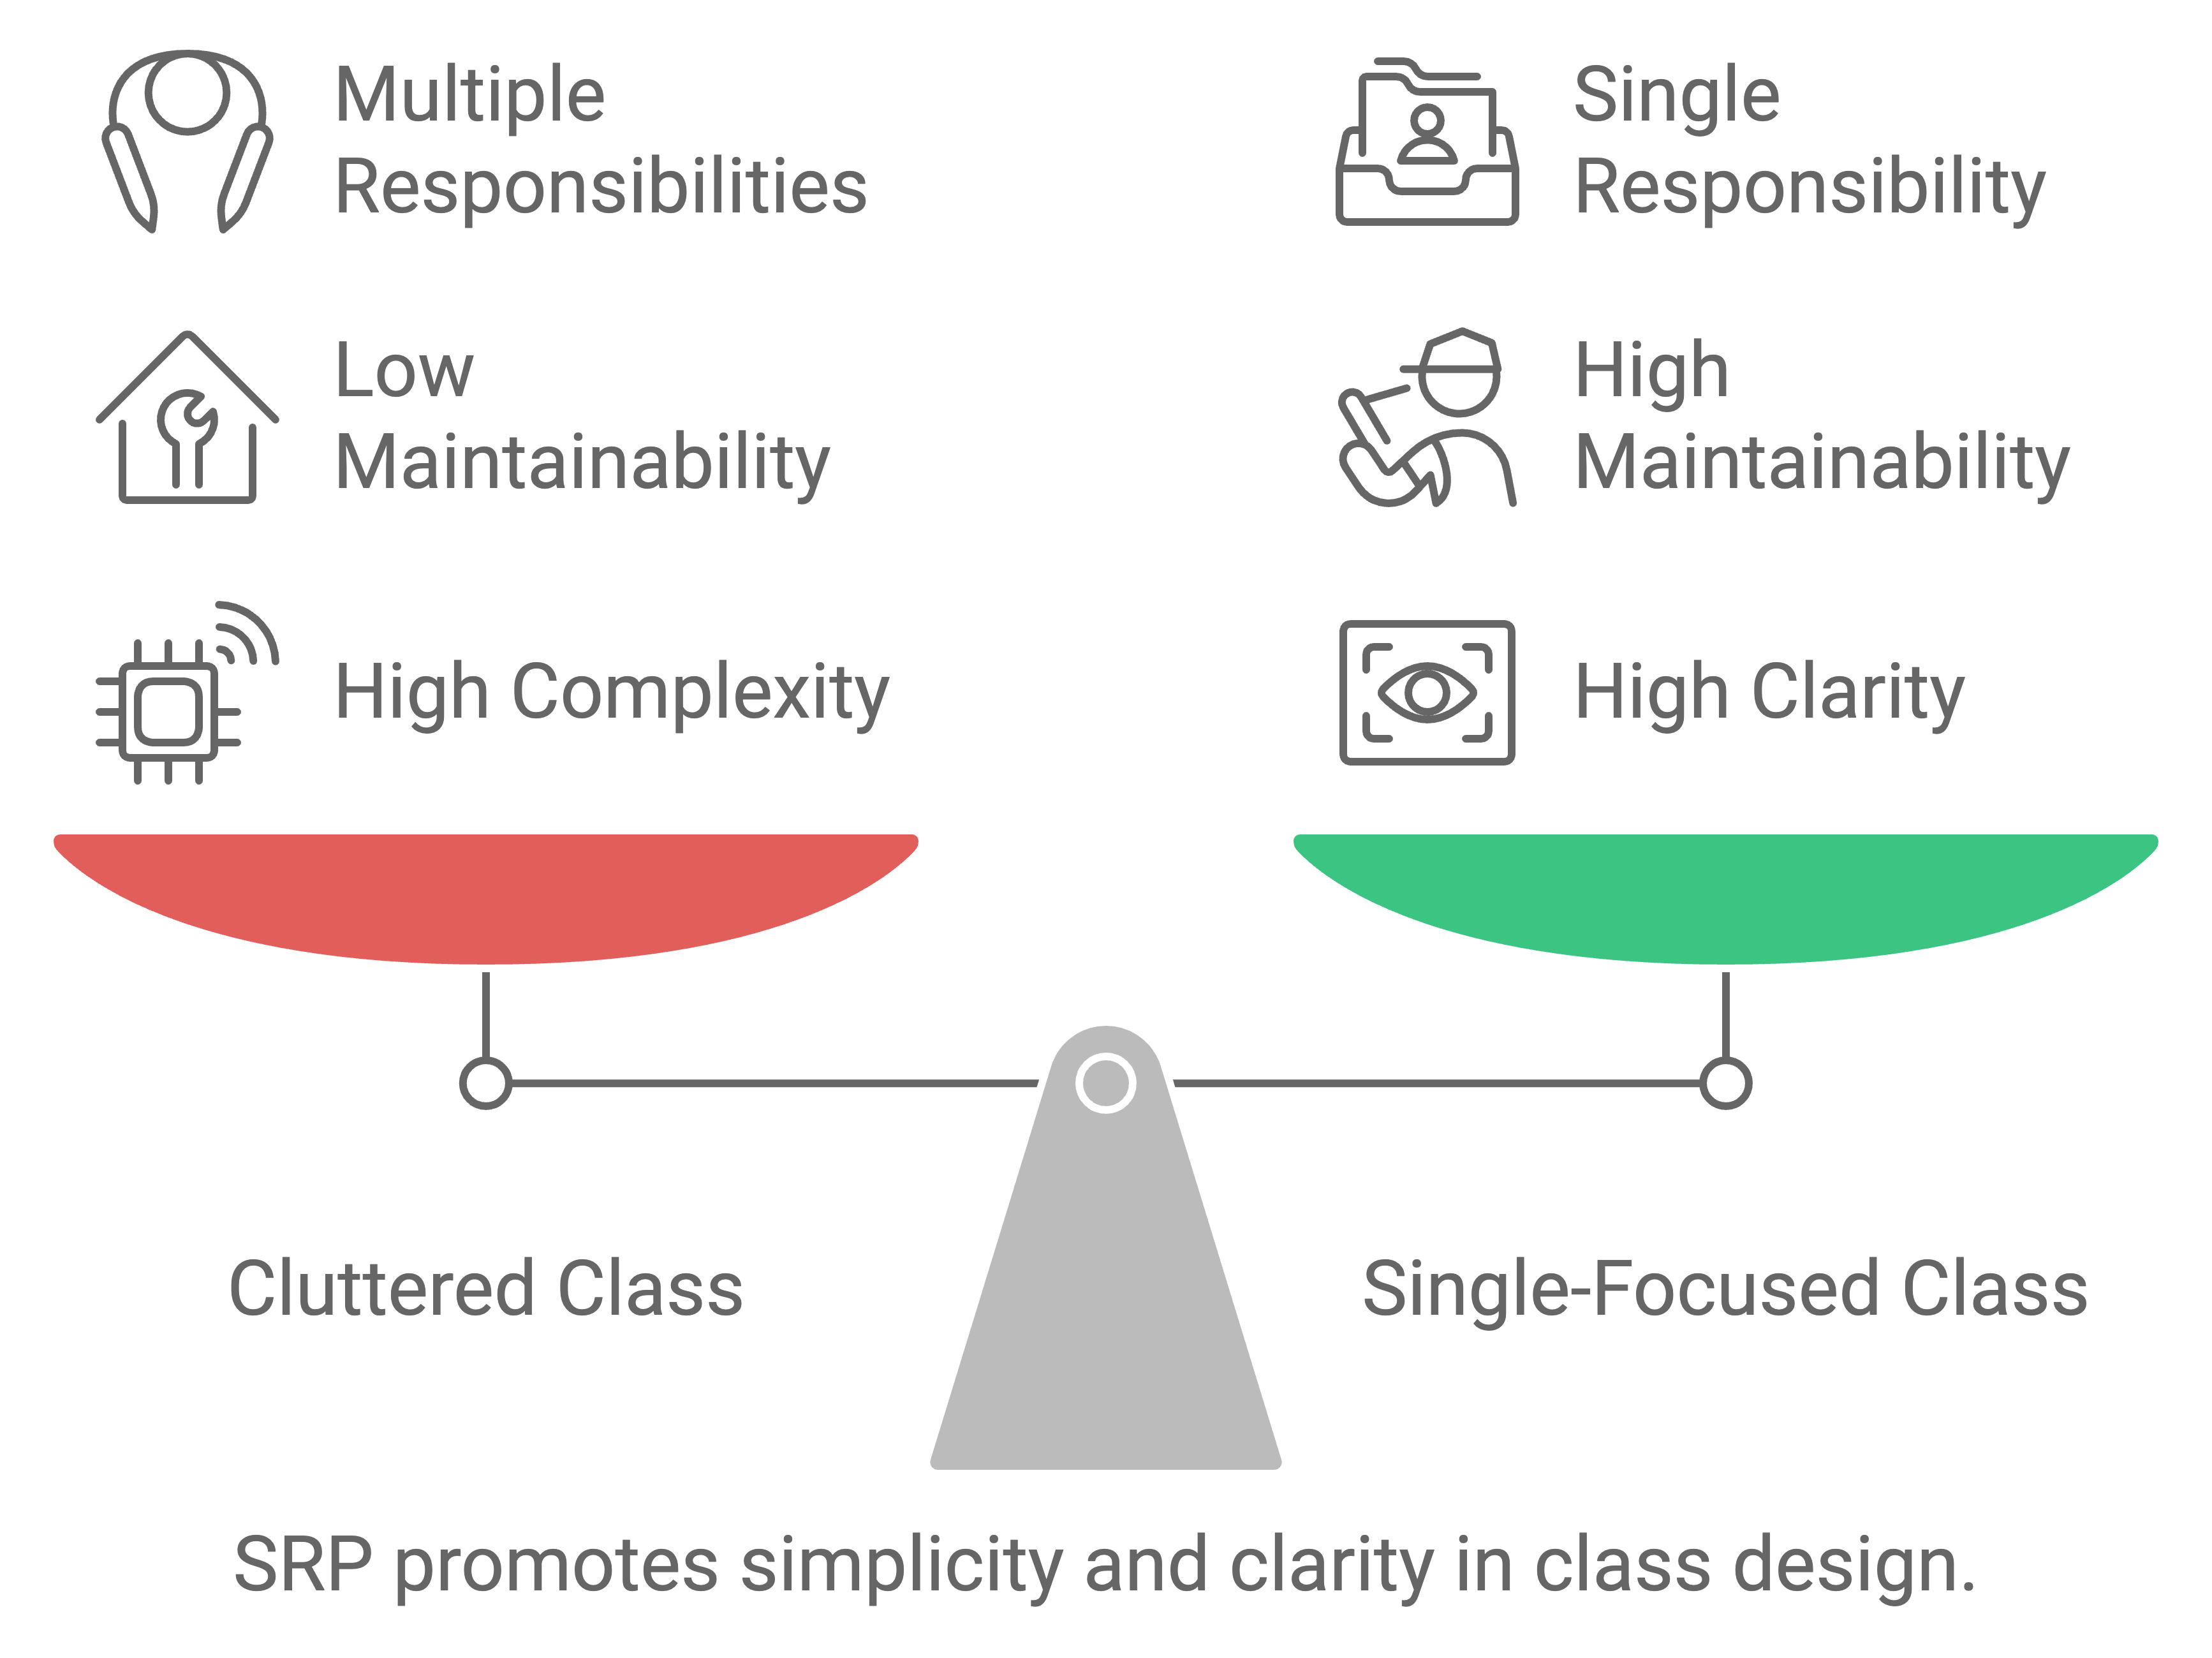 Multiple
Responsibilities
Low
Maintainability
High Complexity
Single
Responsibility
High
Maintainability
High Clarity
Cluttered Class
Single-Focused Class
SRP promotes simplicity and clarity in class design.